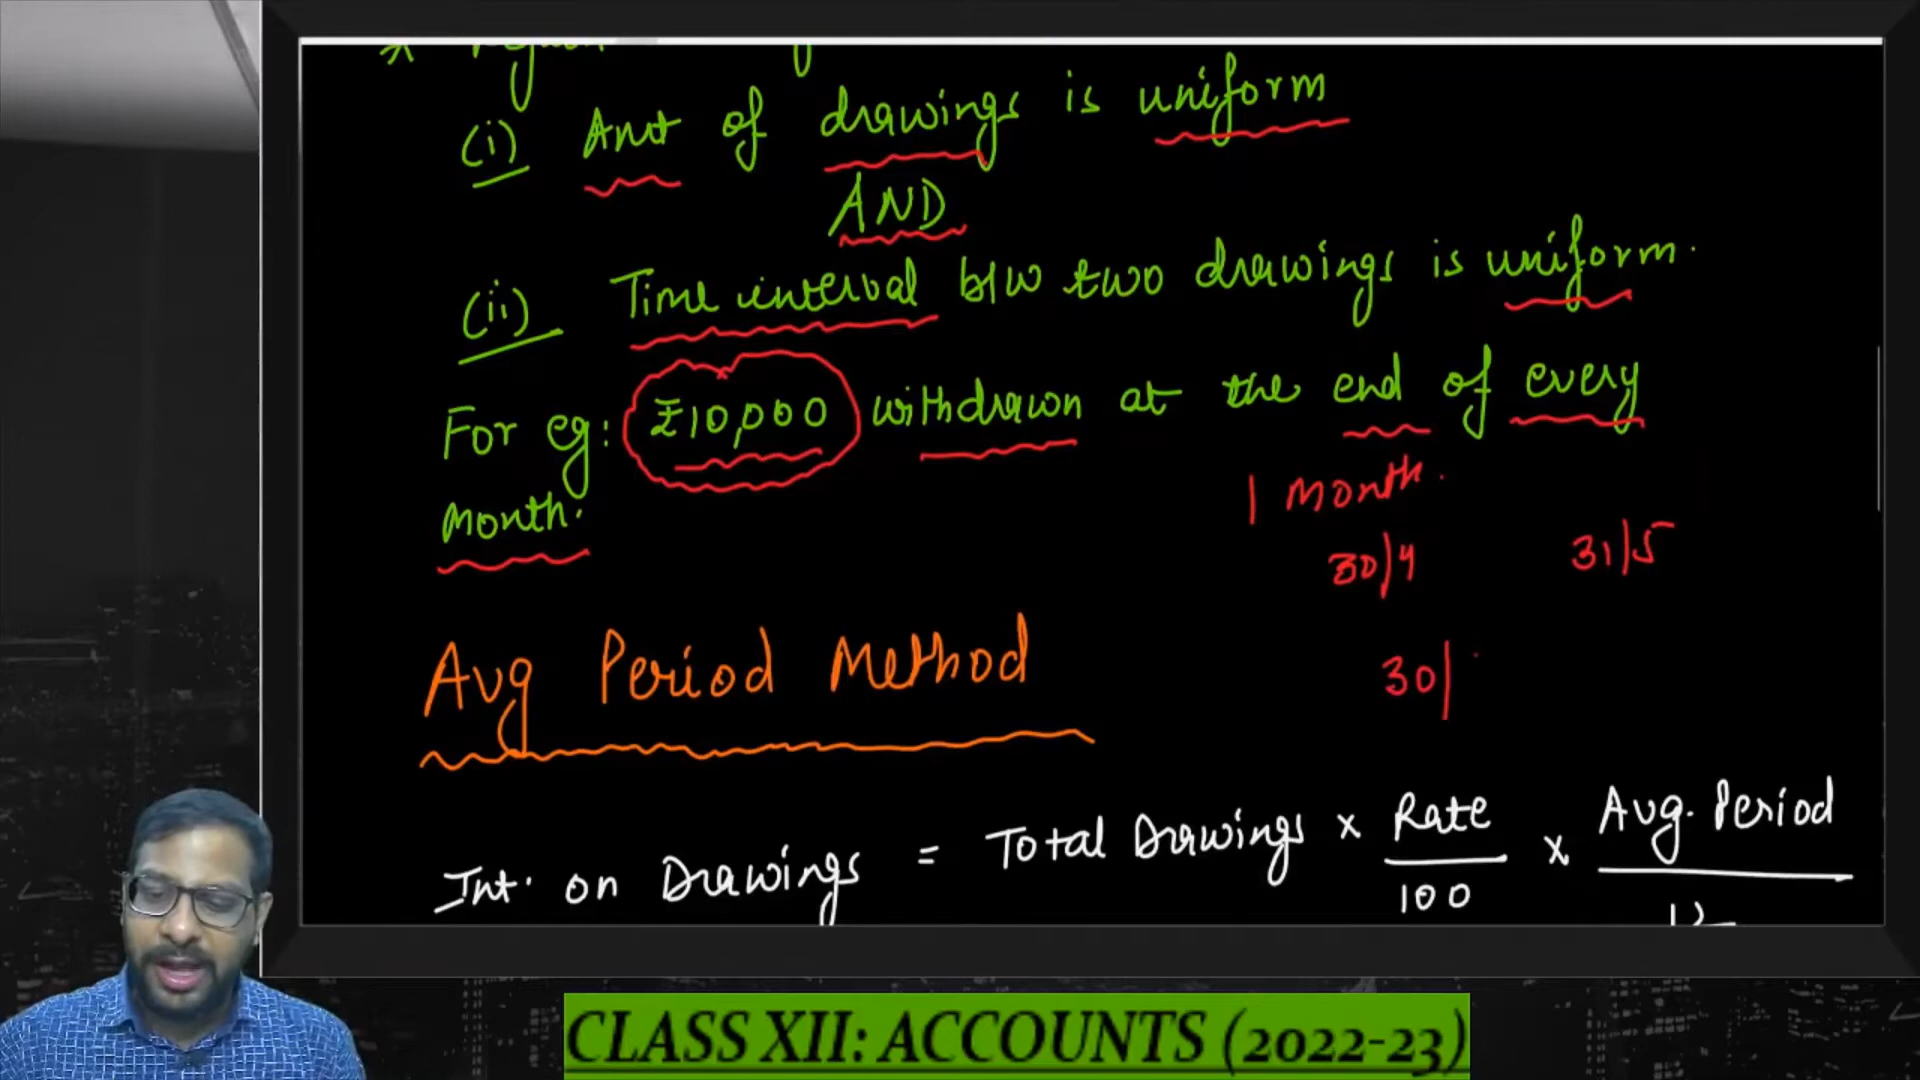 (i) Amt of drawings is uniform
AND
(ii) Time interval b/w two drawings is uniform.
For eg: ₹10,000 withdrawn at the end of every
month.
1 month.
30/4 31/5
30/
Avg Period Method
Int. on Drawings = Total Drawings × Rate/100 × Avg. Period/12
CLASS XII: ACCOUNTS (2022-23)